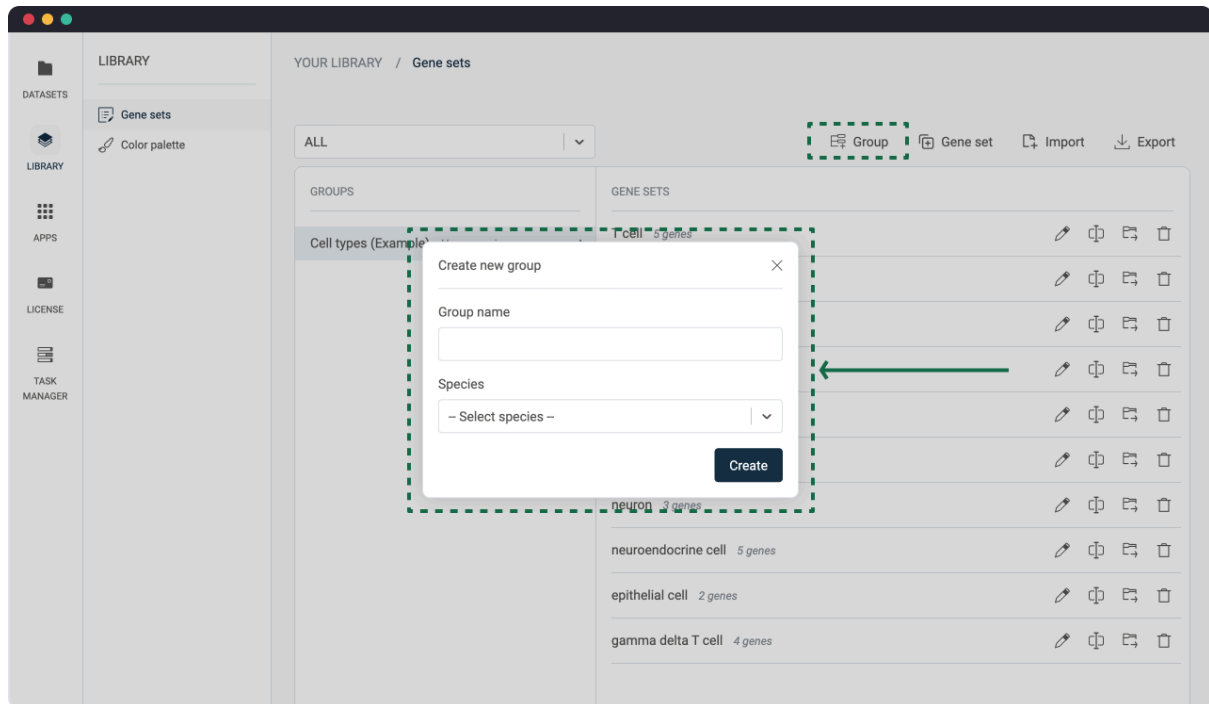 DATASETS
LIBRARY
APPS
LICENSE
TASK
MANAGER
LIBRARY
Gene sets
Color palette
YOUR LIBRARY / Gene sets
ALL
Group
Gene set
Import
Export
GROUPS
Cell types (Example)
GENE SETS
T cell 5 genes
Create new group
Group name
Species
-- Select species --
Create
neuron 3 genes
neuroendocrine cell 5 genes
epithelial cell 2 genes
gamma delta T cell 4 genes